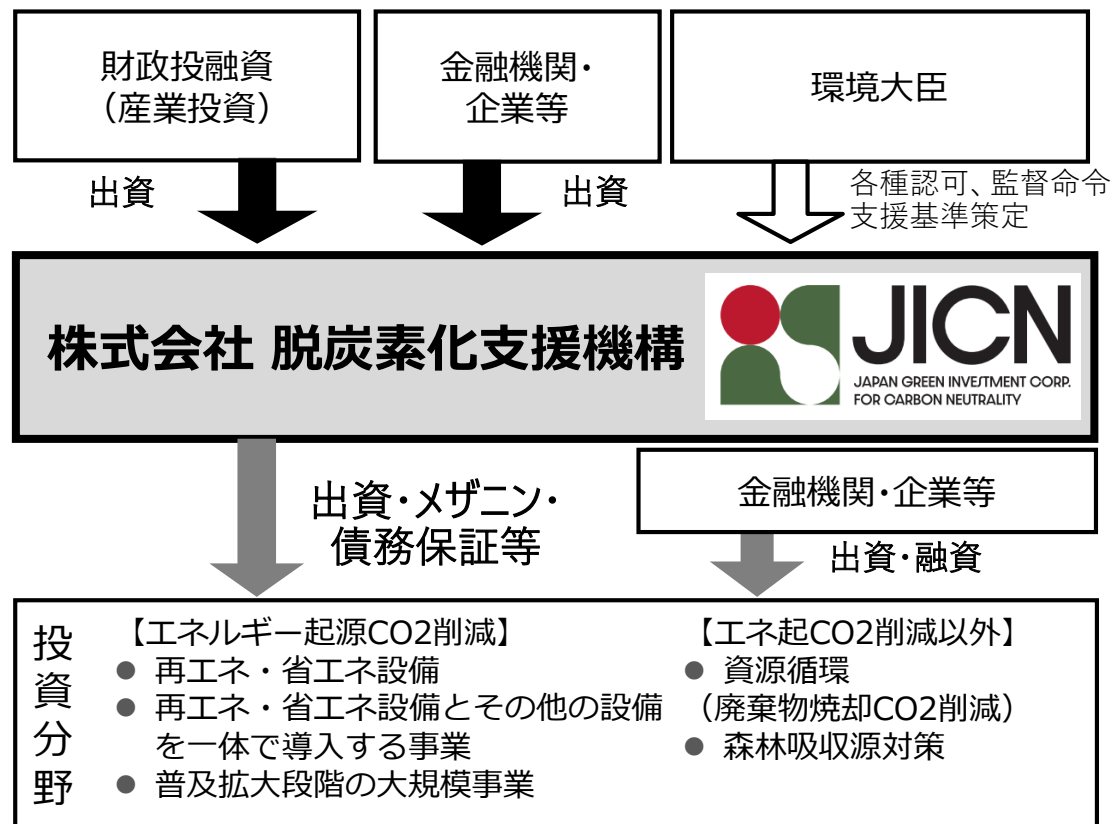 財政投融資
（産業投資）
金融機関・
企業等
環境大臣
出資
出資
各種認可、監督命令
支援基準策定
株式会社 脱炭素化支援機構
JICN
JAPAN GREEN INVESTMENT CORP.
FOR CARBON NEUTRALITY
出資・メザニン・
債務保証等
金融機関・企業等
出資・融資
投資分野
【エネルギー起源CO2削減】
● 再エネ・省エネ設備
● 再エネ・省エネ設備とその他の設備
を一体で導入する事業
● 普及拡大段階の大規模事業
【エネ起CO2削減以外】
● 資源循環
（廃棄物焼却CO2削減）
● 森林吸収源対策